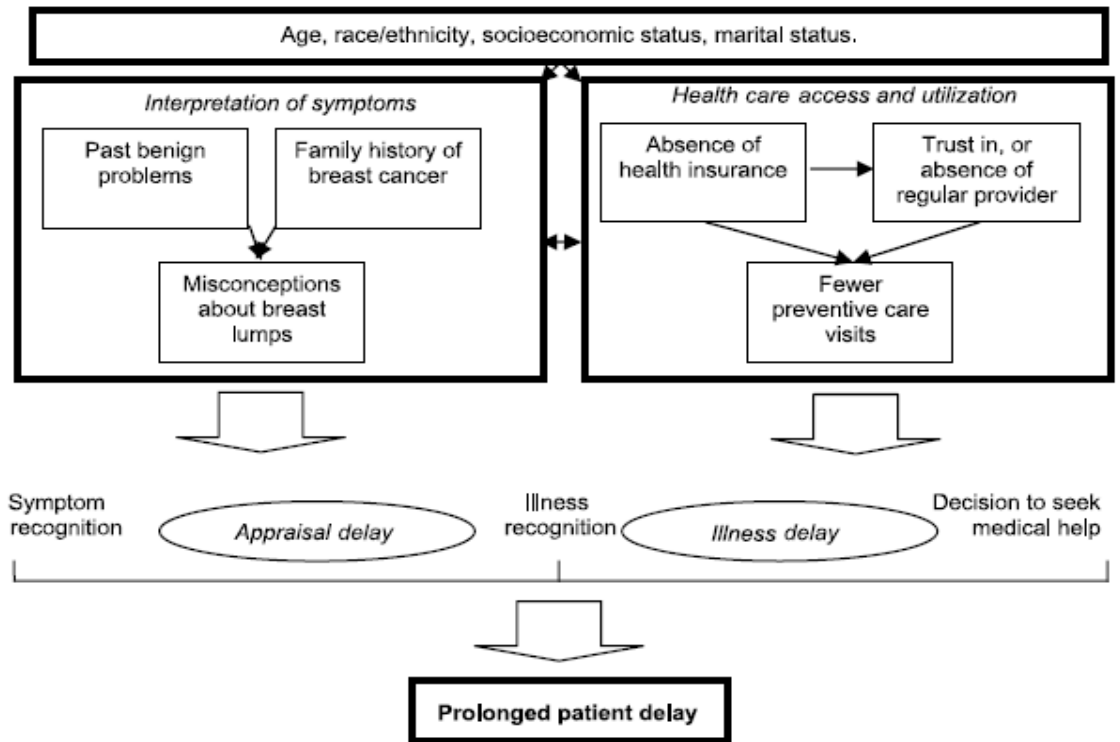 Age, race/ethnicity, socioeconomic status, marital status.
Interpretation of symptoms
Past benign
problems
Family history of
breast cancer
Misconceptions
about breast
lumps
Health care access and utilization
Absence of
health insurance
Trust in, or
absence of
regular provider
Fewer
preventive care
visits
Symptom
recognition
Appraisal delay
Illness
recognition
Illness delay
Decision to seek
medical help
Prolonged patient delay